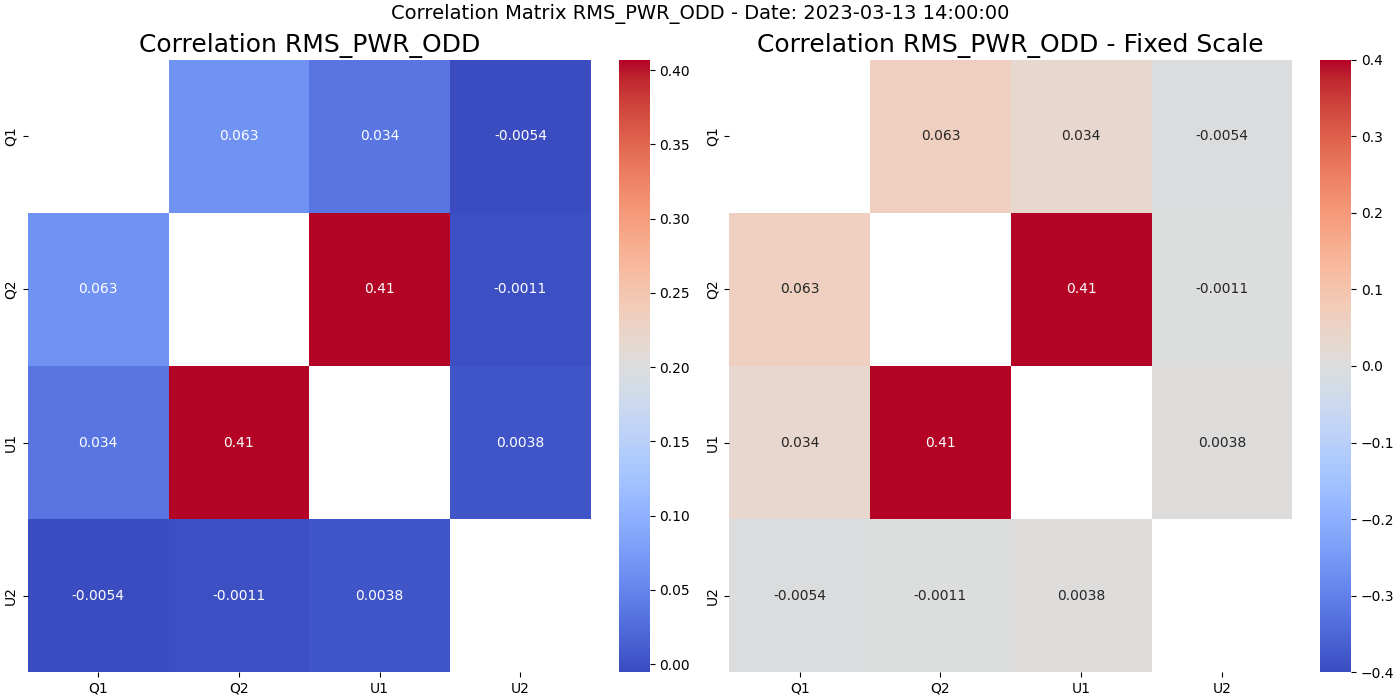 Correlation Matrix RMS_PWR_ODD - Date: 2023-03-13 14:00:00
Correlation RMS_PWR_ODD
Q1
0.063
0.034
-0.0054
Q2
0.063
0.41
-0.0011
U1
0.034
0.41
0.0038
U2
-0.0054
-0.0011
0.0038
Q1
Q2
U1
U2
0.40
0.35
0.30
0.25
0.20
0.15
0.10
0.05
0.00
Correlation RMS_PWR_ODD - Fixed Scale
Q1
0.063
0.034
-0.0054
Q2
0.063
0.41
-0.0011
U1
0.034
0.41
0.0038
U2
-0.0054
-0.0011
0.0038
Q1
Q2
U1
U2
0.4
0.3
0.2
0.1
0.0
−0.1
−0.2
−0.3
−0.4